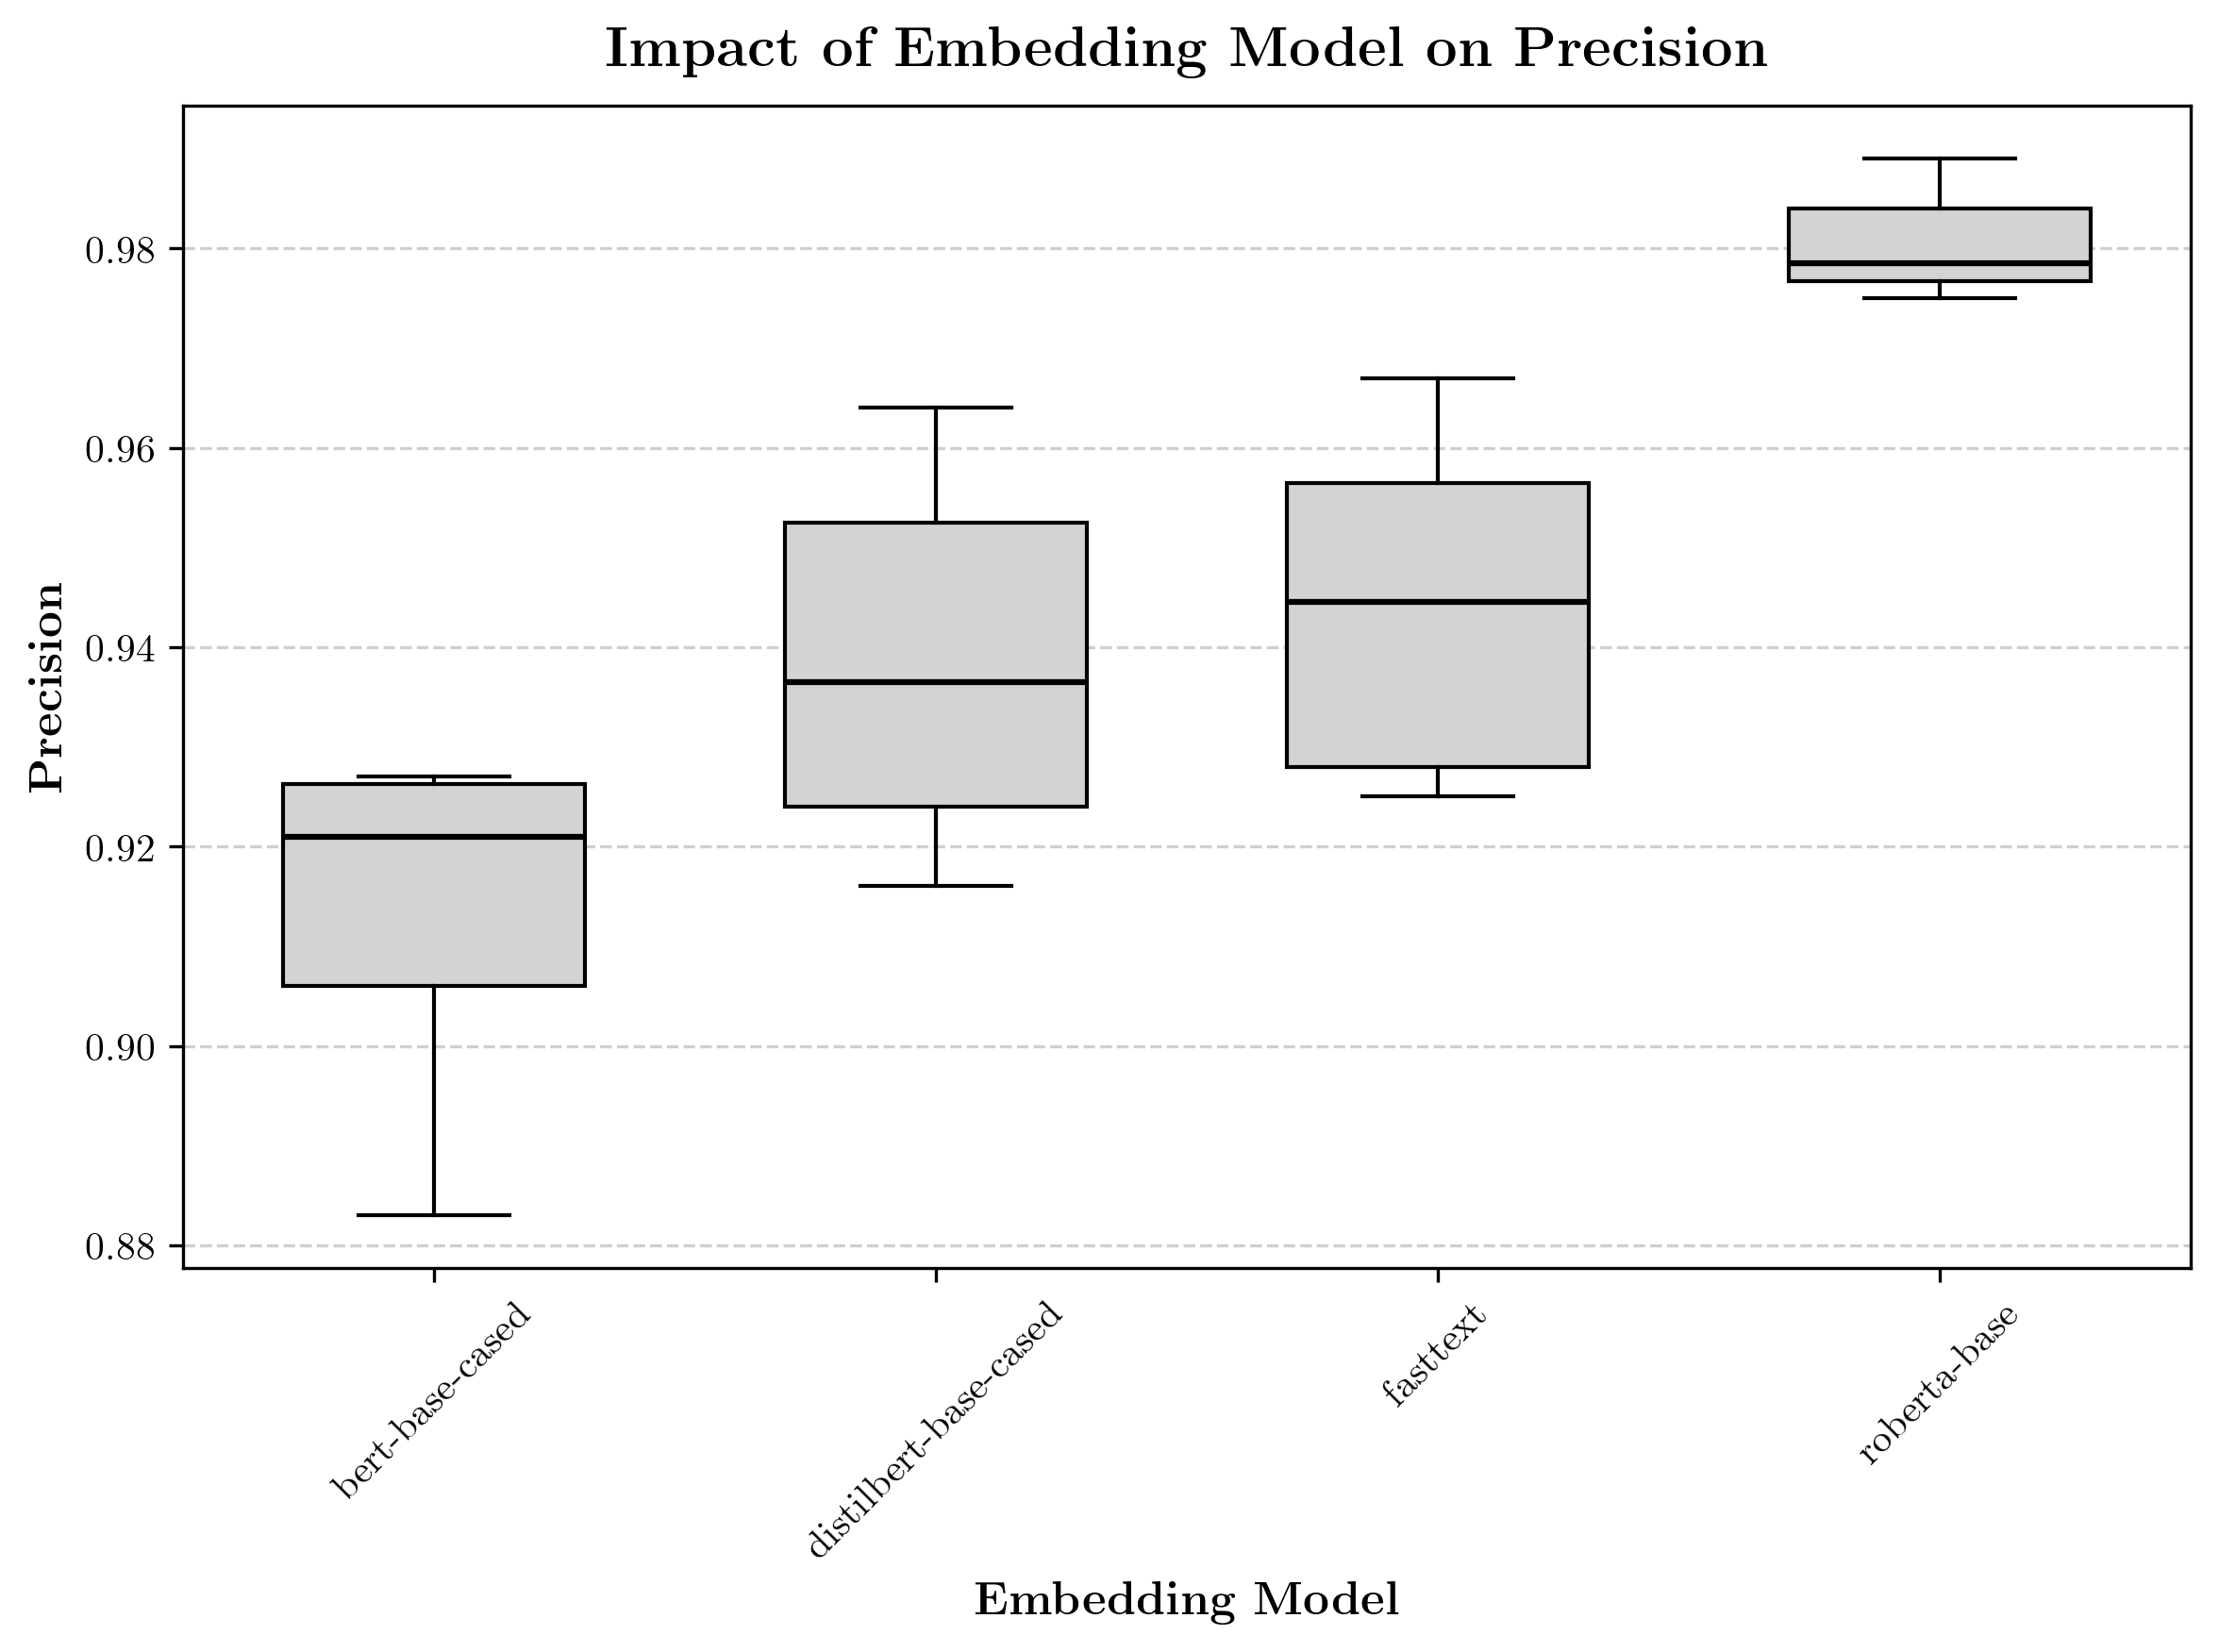 Impact of Embedding Model on Precision
Precision
0.98
0.96
0.94
0.92
0.90
0.88
bert-base-cased
distilbert-base-cased
fasttext
roberta-base
Embedding Model